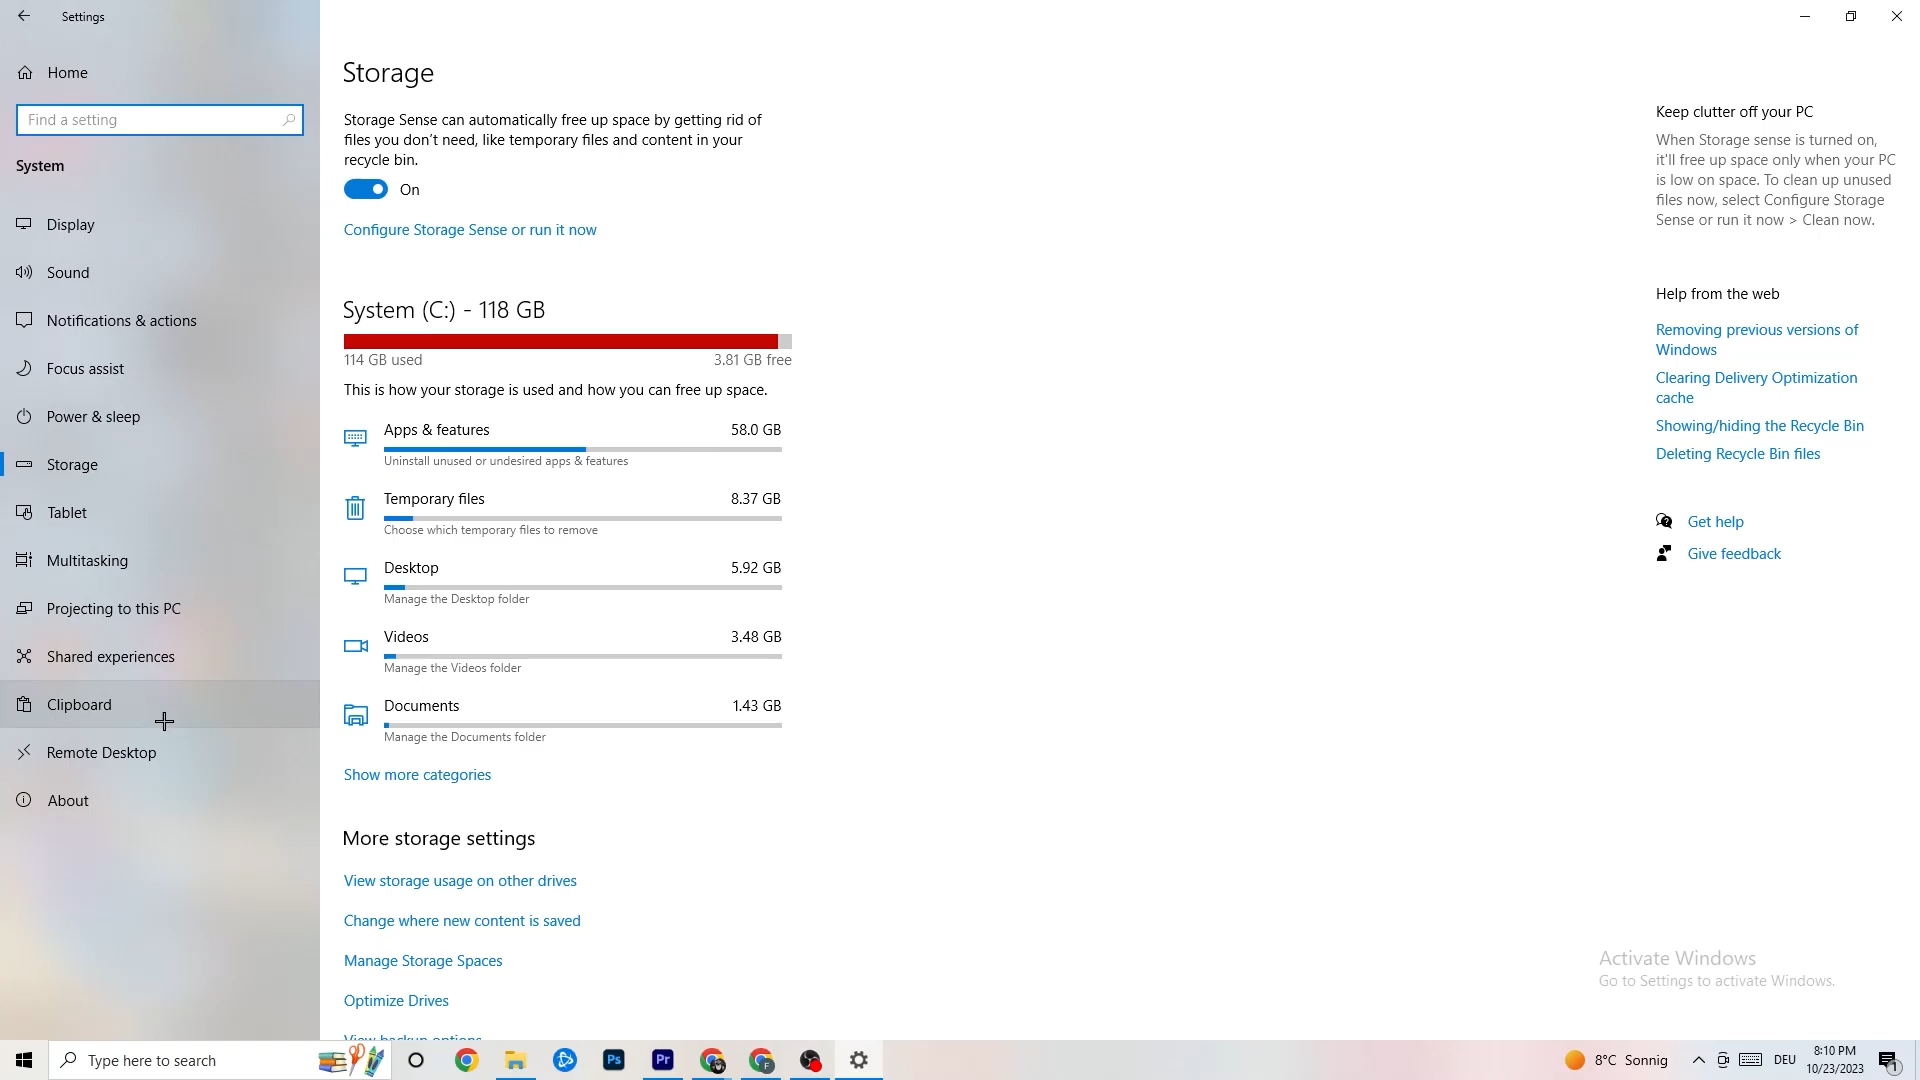 Settings
Home
Find a setting
System
Display
Sound
Notifications & actions
Focus assist
Power & sleep
Storage
Tablet
Multitasking
Projecting to this PC
Shared experiences
Clipboard
Remote Desktop
About
Storage
Storage Sense can automatically free up space by getting rid of
files you don't need, like temporary files and content in your
recycle bin.
On
Configure Storage Sense or run it now
System (C:) - 118 GB
114 GB used
3.81 GB free
This is how your storage is used and how you can free up space.
Apps & features
58.0 GB
Uninstall unused or undesired apps & features
Temporary files
8.37 GB
Choose which temporary files to remove
Desktop
5.92 GB
Manage the Desktop folder
Videos
3.48 GB
Manage the Videos folder
Documents
1.43 GB
Manage the Documents folder
Show more categories
More storage settings
View storage usage on other drives
Change where new content is saved
Manage Storage Spaces
Optimize Drives
View backup options
Keep clutter off your PC
When Storage sense is turned on,
it'll free up space only when your PC
is low on space. To clean up unused
files now, select Configure Storage
Sense or run it now > Clean now.
Help from the web
Removing previous versions of
Windows
Clearing Delivery Optimization
cache
Showing/hiding the Recycle Bin
Deleting Recycle Bin files
Get help
Give feedback
Activate Windows
Go to Settings to activate Windows.
Type here to search
Ps
Pr
F
8°C Sonnig
DEU
8:10 PM
10/23/2023
1